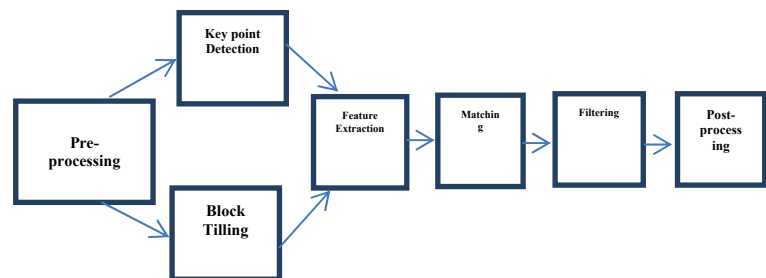 Key point
Detection
Pre-
processing
Block
Tilling
Feature
Extraction
Matchin
g
Filtering
Post-
process
ing